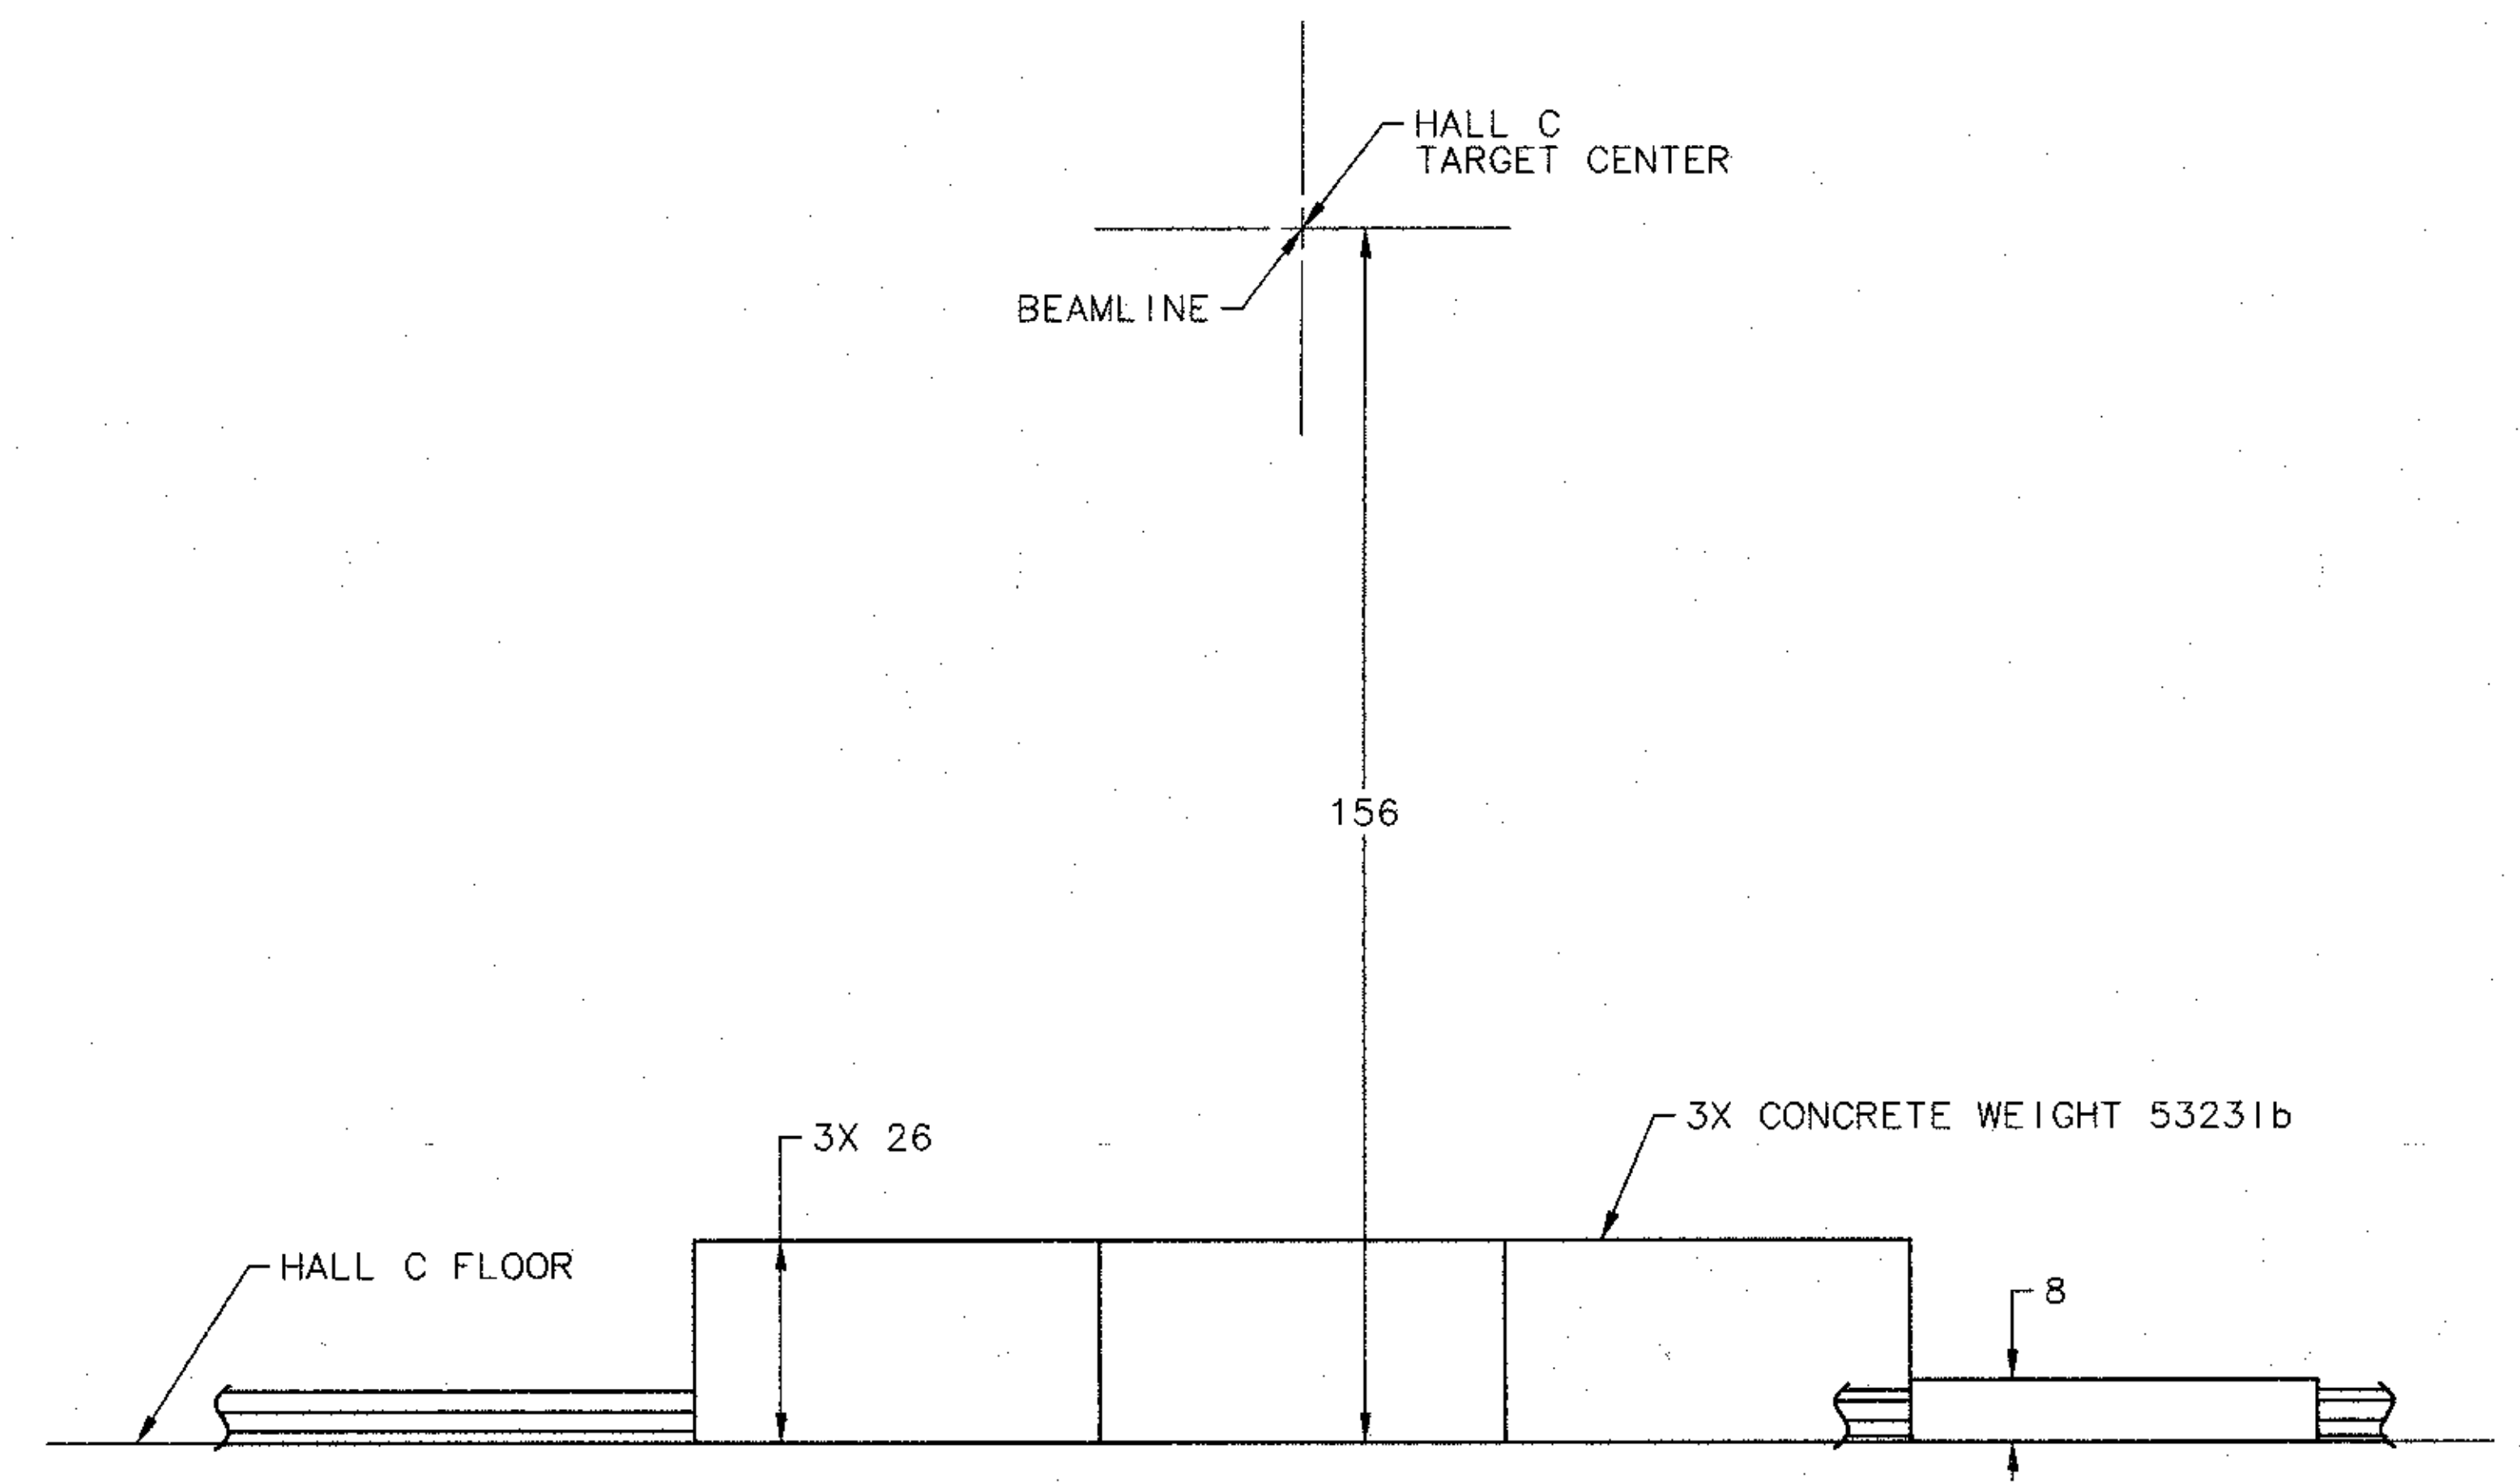 HALL C
TARGET CENTER
BEAMLINE
156
3X CONCRETE WEIGHT 5323lb
3X 26
HALL C FLOOR
8